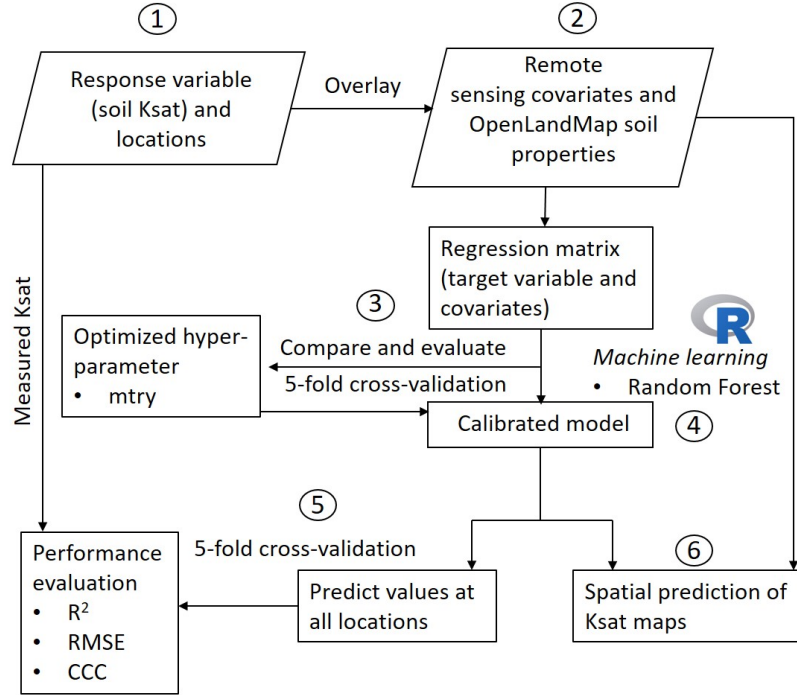 1
Response variable
(soil Ksat) and
locations
Overlay
2
Remote
sensing covariates and
OpenLandMap soil
properties
Measured Ksat
Regression matrix
(target variable and
covariates)
3
Optimized hyper-
parameter
• mtry
Compare and evaluate
5-fold cross-validation
R
Machine learning
• Random Forest
Calibrated model
4
5
5-fold cross-validation
Performance
evaluation
• R²
• RMSE
• CCC
Predict values at
all locations
6
Spatial prediction of
Ksat maps